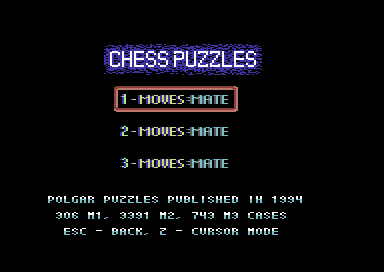 CHESS PUZZLES
1-MOVES-MATE
2-MOVES-MATE
3-MOVES-MATE
POLGAR PUZZLES PUBLISHED IN 1994
306 M1, 3391 M2, 743 M3 CASES
ESC - BACK, Z - CURSOR MODE